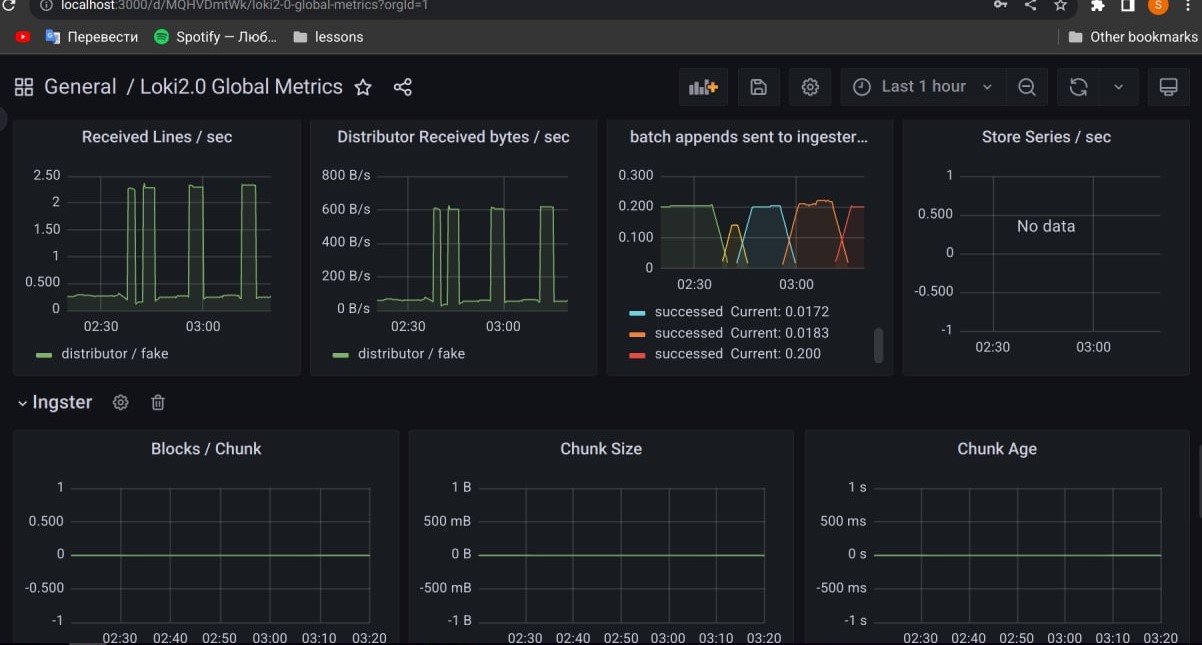 localhost:3000/d/MQHVDmtWk/loki2-0-global-metrics?orgId=1
S
Перевести
Spotify — Люб...
lessons
Other bookmarks
General / Loki2.0 Global Metrics
Last 1 hour
Received Lines / sec
2.50
2
1.50
1
0.500
0
02:30 03:00
distributor / fake
Distributor Received bytes / sec
800 B/s
600 B/s
400 B/s
200 B/s
0 B/s
02:30 03:00
distributor / fake
batch appends sent to ingester...
0.300
0.200
0.100
0
02:30 03:00
successed Current: 0.0172
successed Current: 0.0183
successed Current: 0.200
Store Series / sec
1
0.500
0
-0.500
-1
No data
02:30 03:00
Ingster
Blocks / Chunk
1
0.500
0
-0.500
-1
02:30 02:40 02:50 03:00 03:10 03:20
Chunk Size
1 B
500 mB
0 B
-500 mB
-1 B
02:30 02:40 02:50 03:00 03:10 03:20
Chunk Age
1 s
500 ms
0 s
-500 ms
-1 s
02:30 02:40 02:50 03:00 03:10 03:20